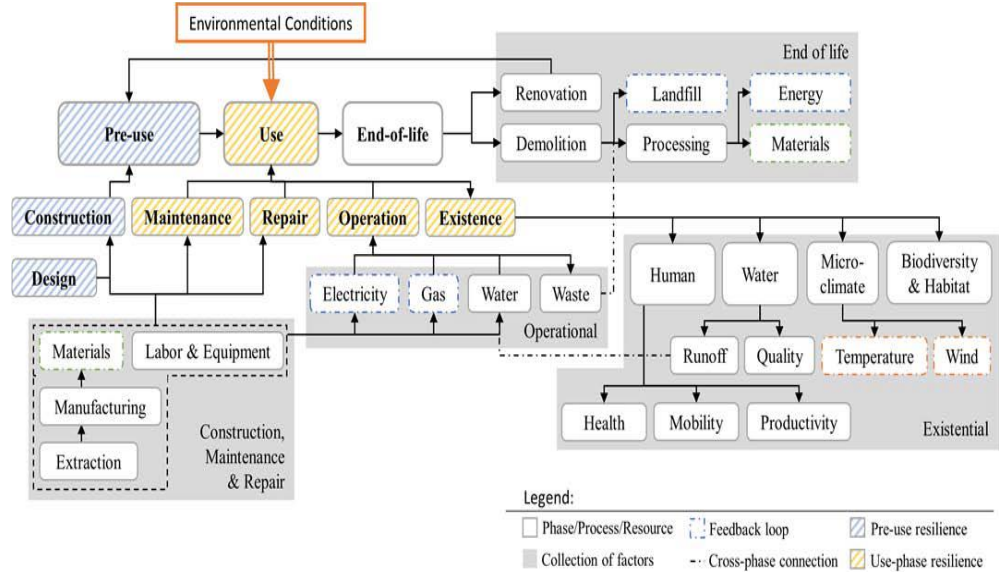 Environmental Conditions
End of life
Renovation
Landfill
Energy
Pre-use
Use
End-of-life
Demolition
Processing
Materials
Construction
Maintenance
Repair
Operation
Existence
Design
Human
Water
Micro-
climate
Biodiversity
& Habitat
Electricity
Gas
Water
Waste
Operational
Materials
Labor & Equipment
Runoff
Quality
Temperature
Wind
Manufacturing
Health
Mobility
Productivity
Existential
Extraction
Construction,
Maintenance
& Repair
Legend:
Phase/Process/Resource
Feedback loop
Pre-use resilience
Collection of factors
Cross-phase connection
Use-phase resilience